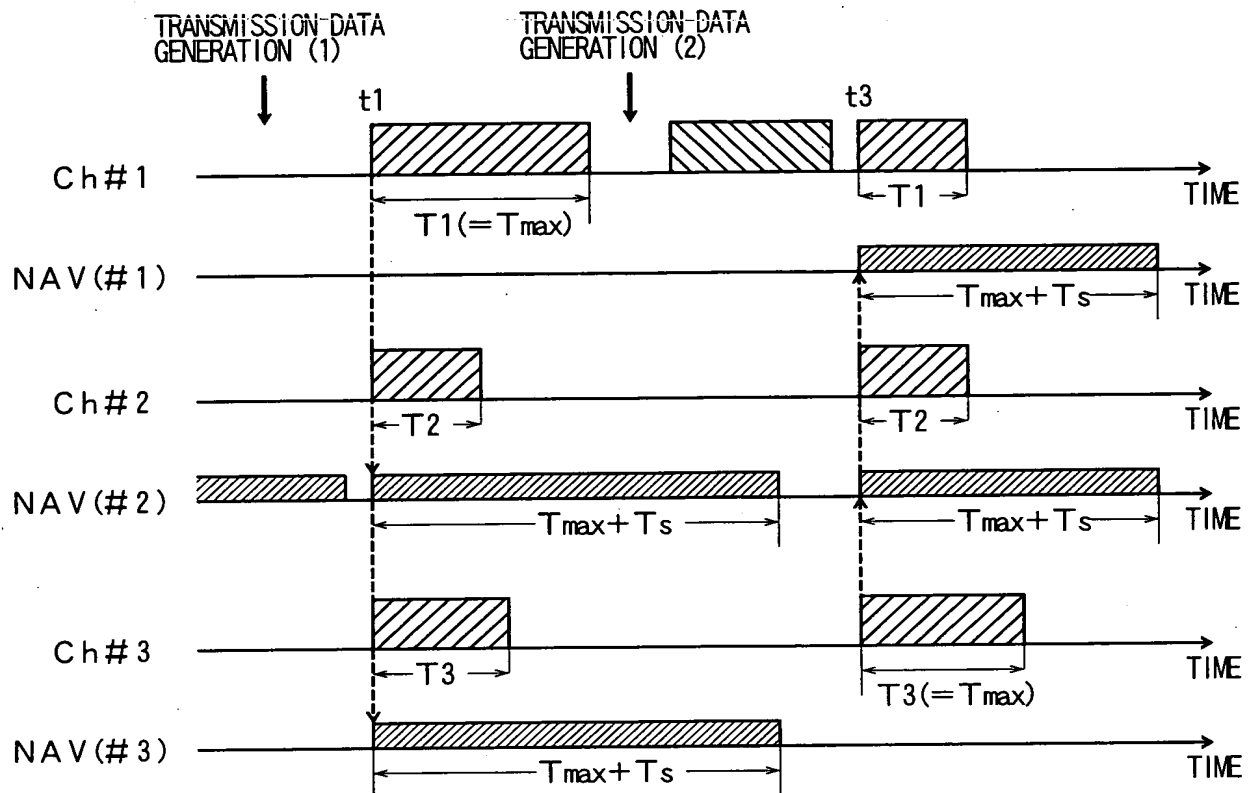 TRANSMISSION-DATA
GENERATION (1)
TRANSMISSION-DATA
GENERATION (2)
t1
t3
Ch#1
T1(=Tmax)
T1
TIME
NAV(#1)
Tmax+Ts
TIME
Ch#2
T2
T2
TIME
NAV(#2)
Tmax+Ts
Tmax+Ts
TIME
Ch#3
T3
T3(=Tmax)
TIME
NAV(#3)
Tmax+Ts
TIME